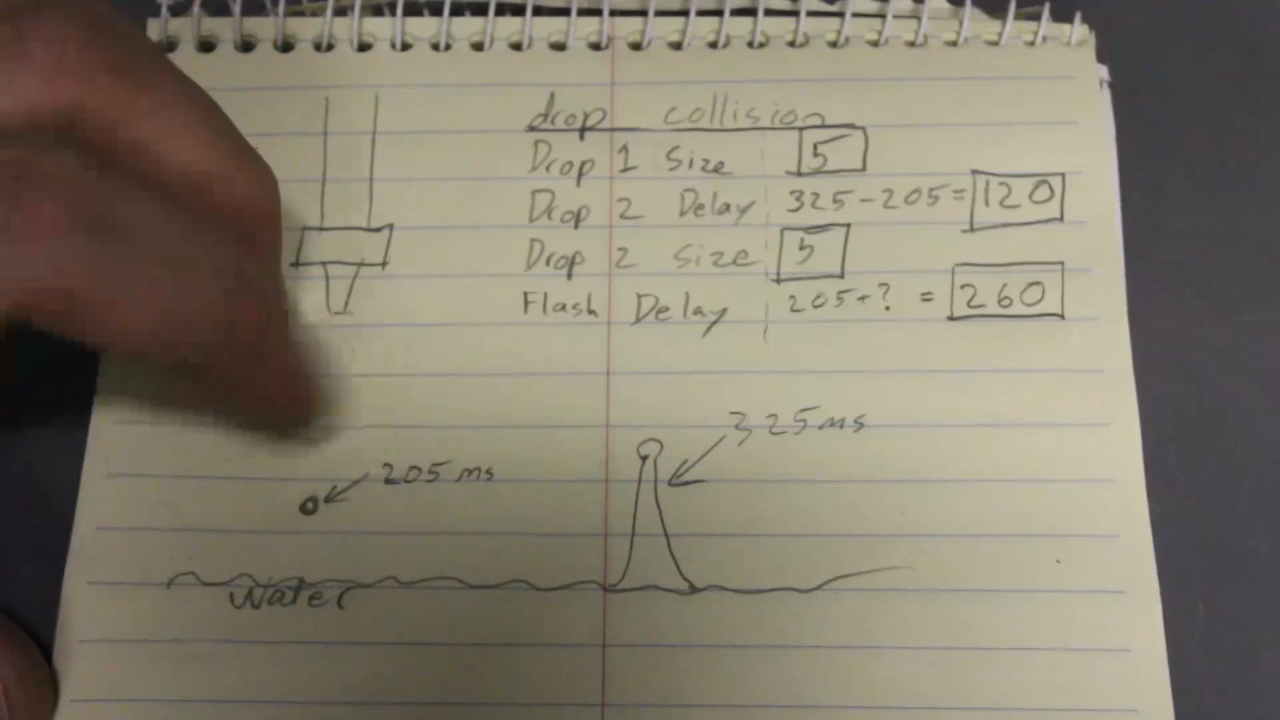 drop collision
Drop 1 Size 5
Drop 2 Delay 325-205= 120
Drop 2 Size 5
Flash Delay 205+? = 260
325ms
205 ms
Water